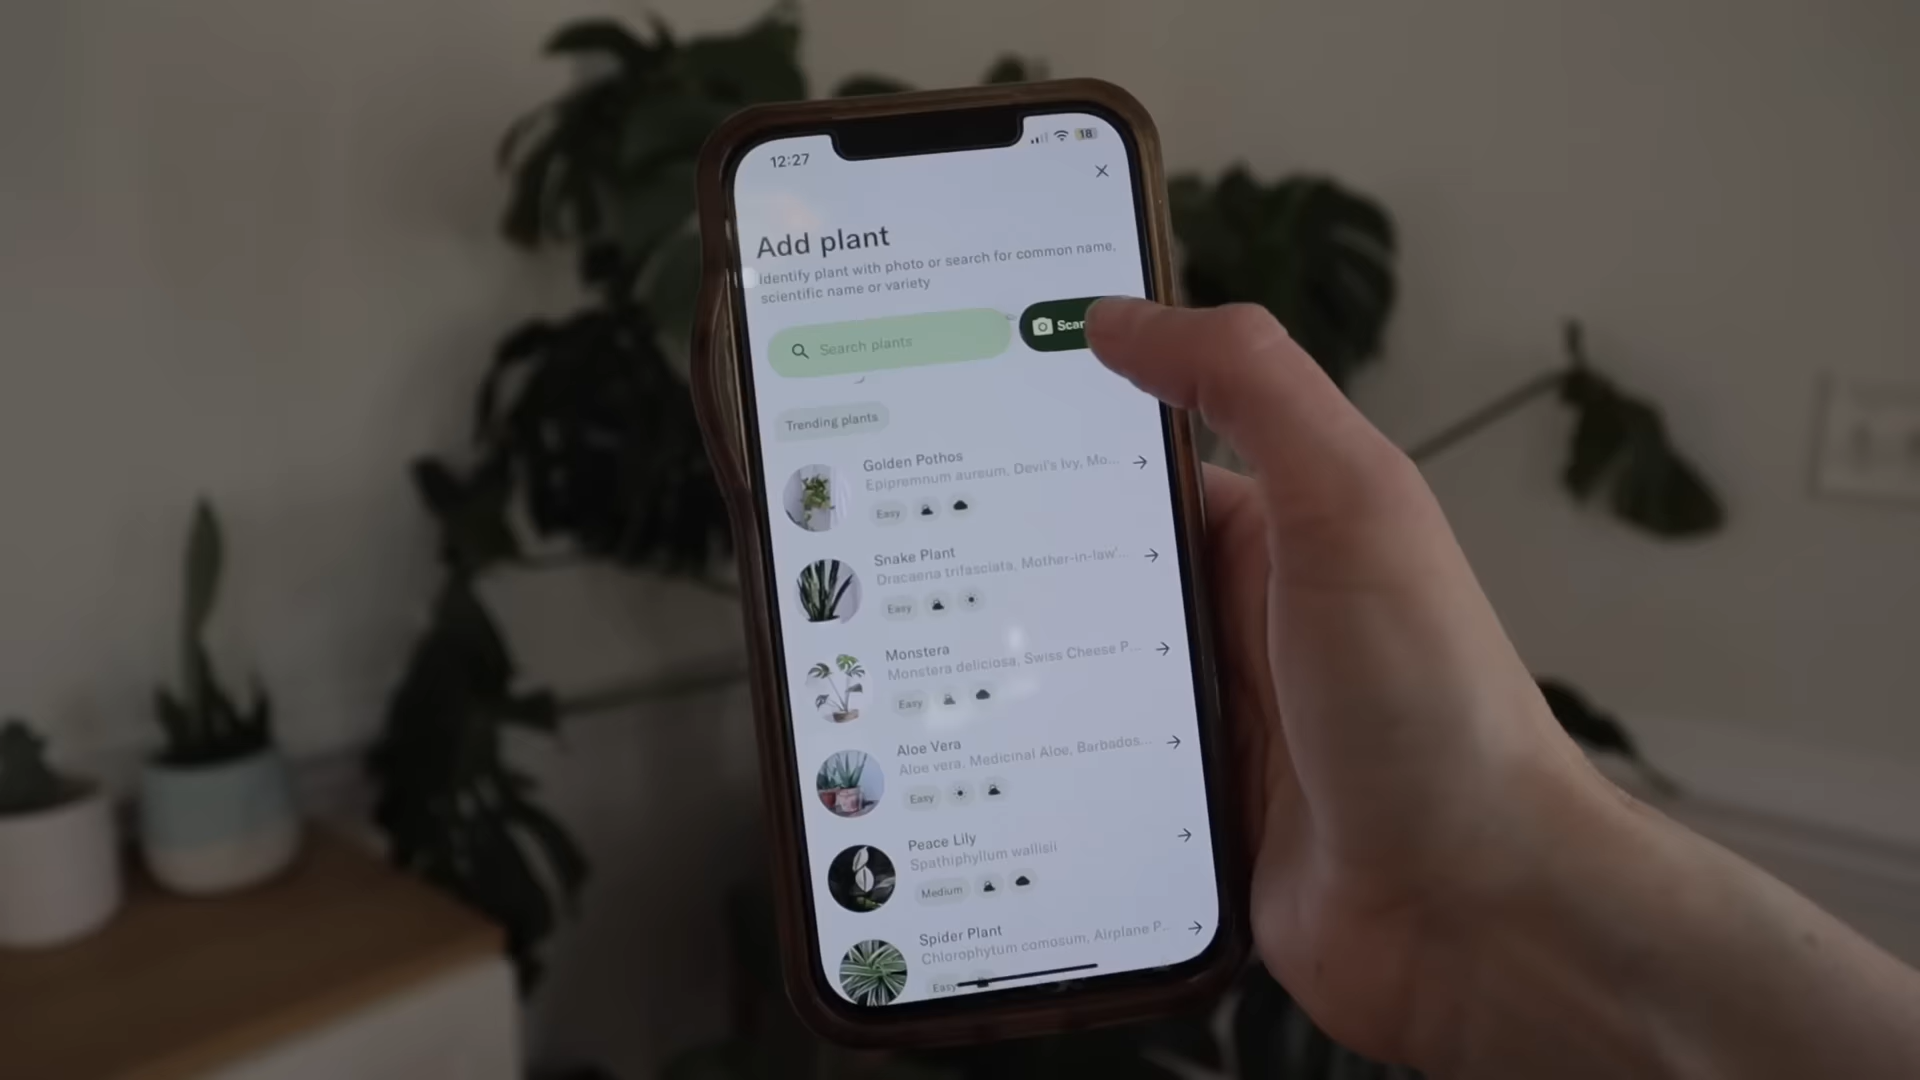 12:27
18
Add plant
Identify plant with photo or search for common name,
scientific name or variety
Search plants
Scan
Trending plants
Golden Pothos
Epipremnum aureum, Devil's Ivy, Mo...
Easy
Snake Plant
Dracaena trifasciata, Mother-in-law'...
Easy
Monstera
Monstera deliciosa, Swiss Cheese P...
Easy
Aloe Vera
Aloe vera, Medicinal Aloe, Barbados...
Easy
Peace Lily
Spathiphyllum wallisii
Medium
Spider Plant
Chlorophytum comosum, Airplane P...
Easy